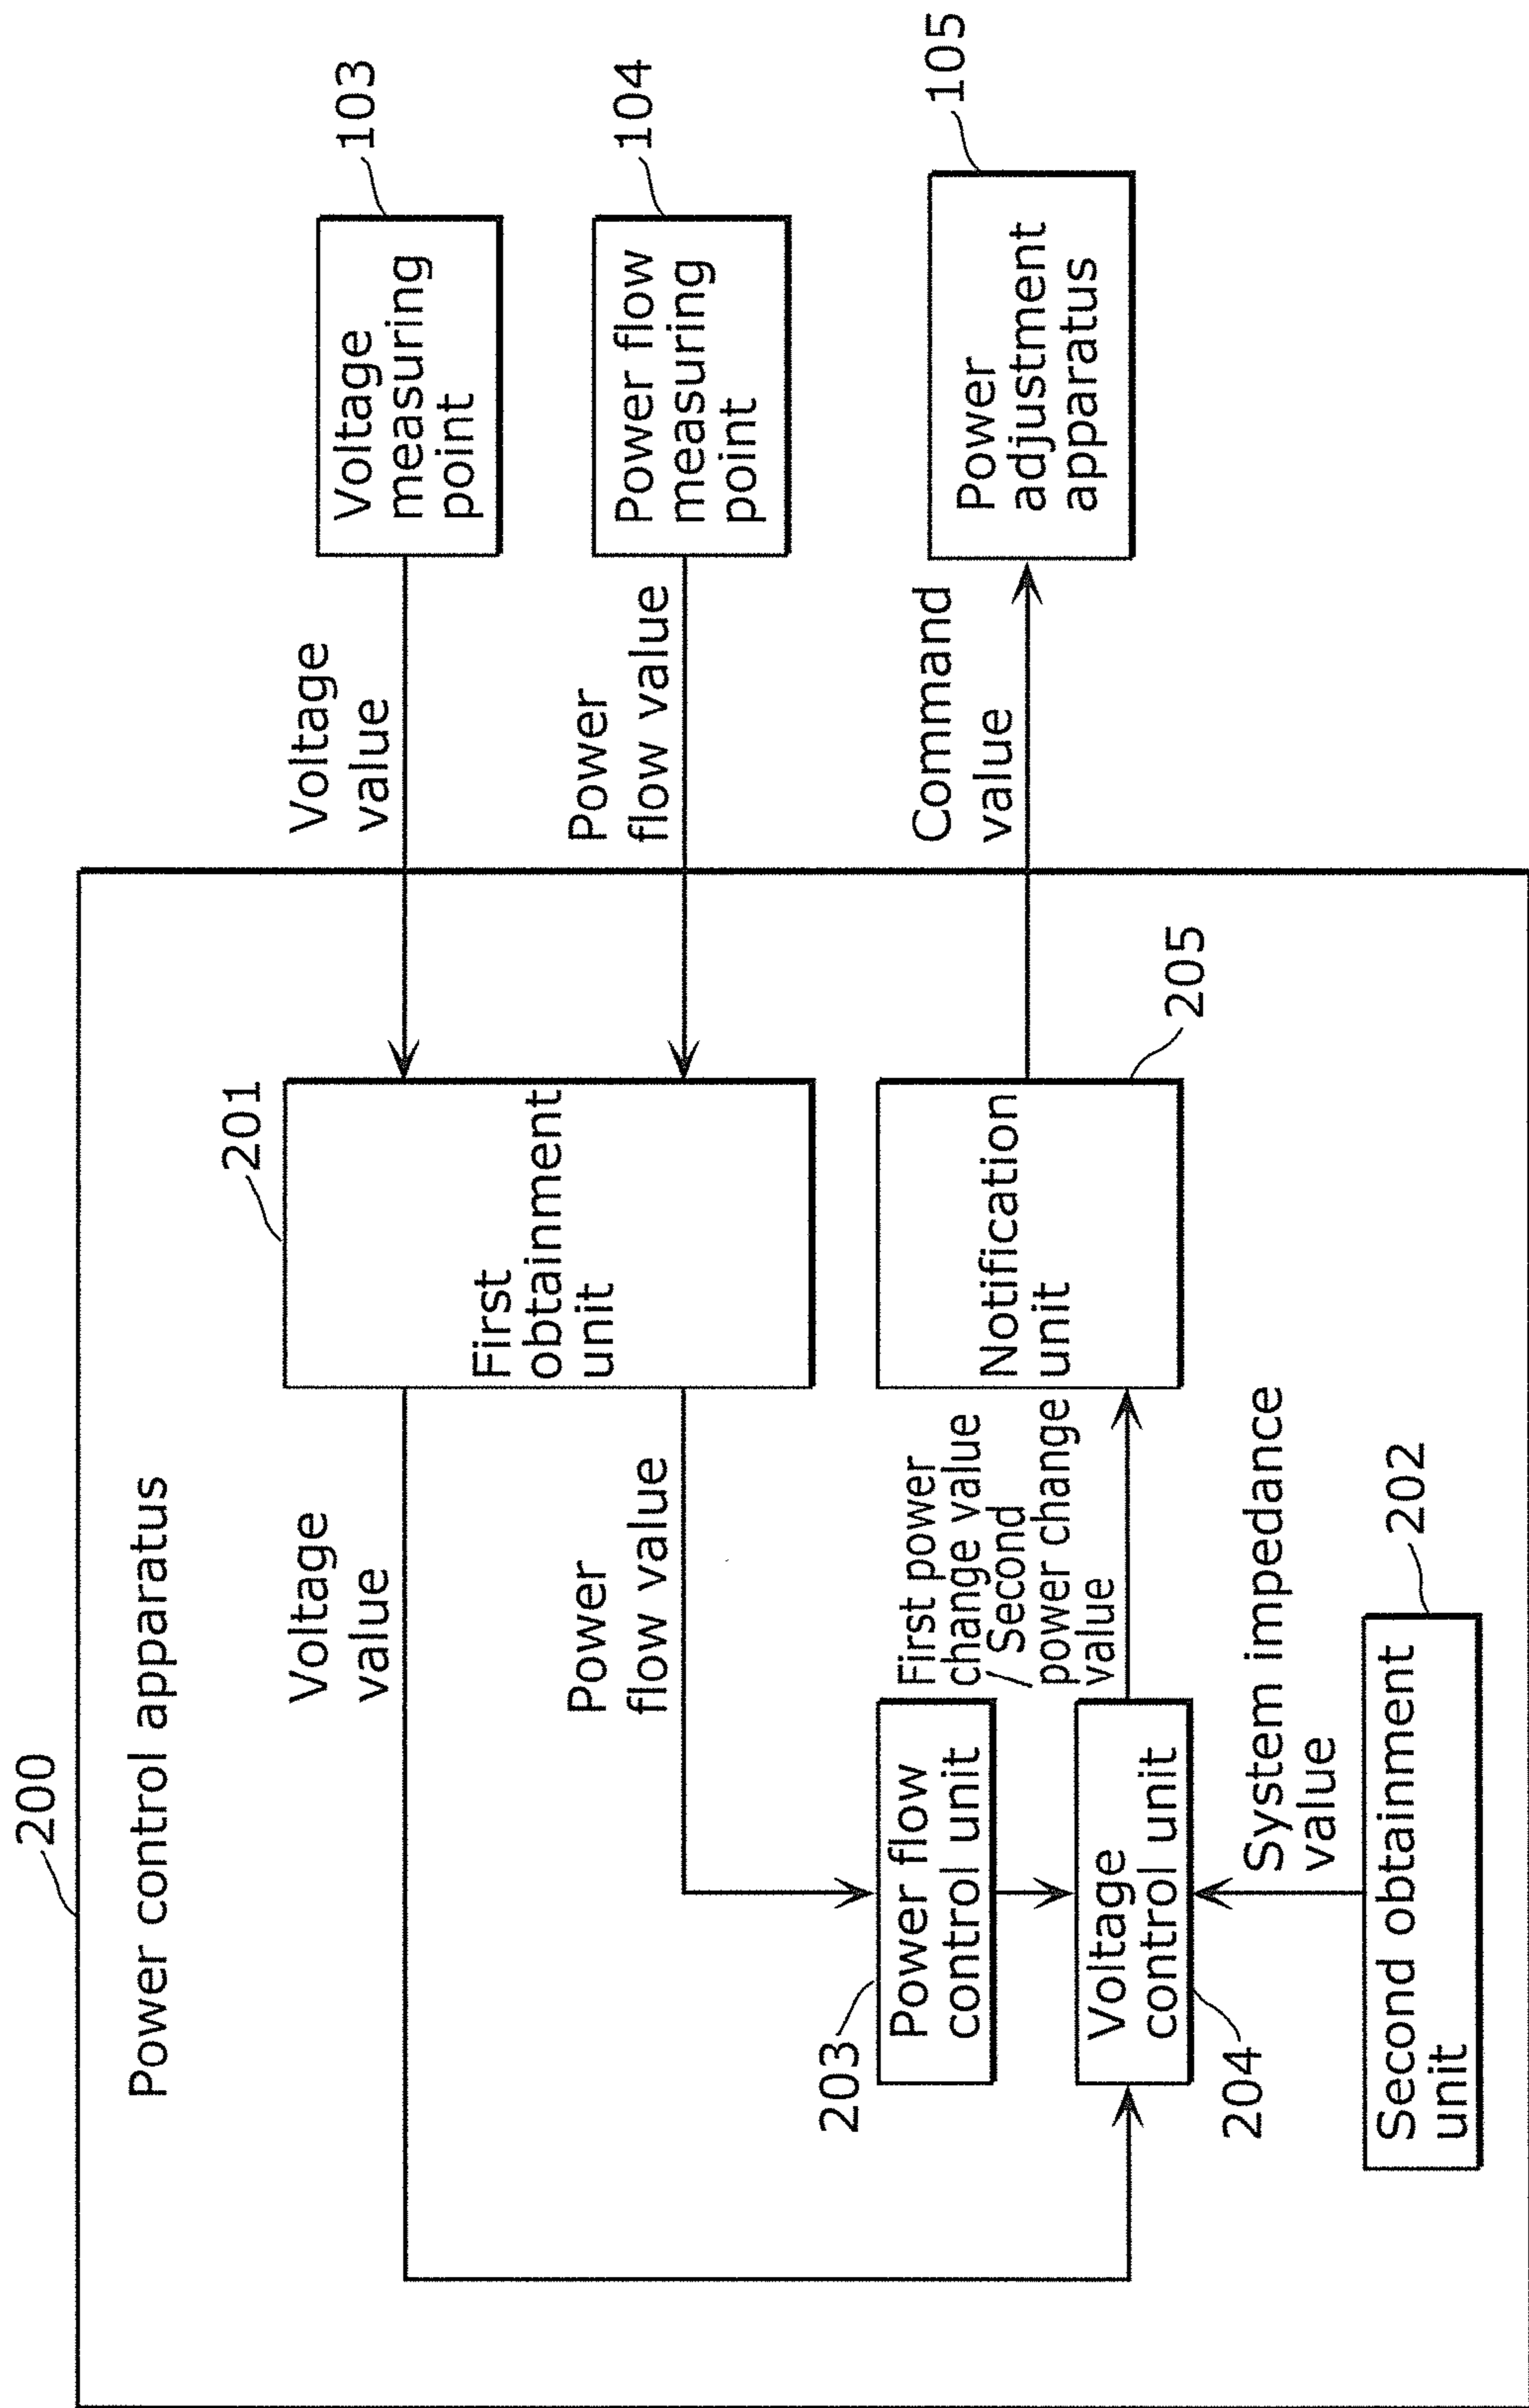 200
Power control apparatus
201
Voltage
value
Voltage
value
Voltage
measuring
point
103
First
obtainment
unit
Power
flow value
Power
flow value
Power flow
measuring
point
104
203
Power flow
control unit
First power
change value
/ Second
power change
value
Notification
unit
205
Command
value
Power
adjustment
apparatus
105
Voltage
control unit
204
System impedance
value
Second obtainment
unit
202